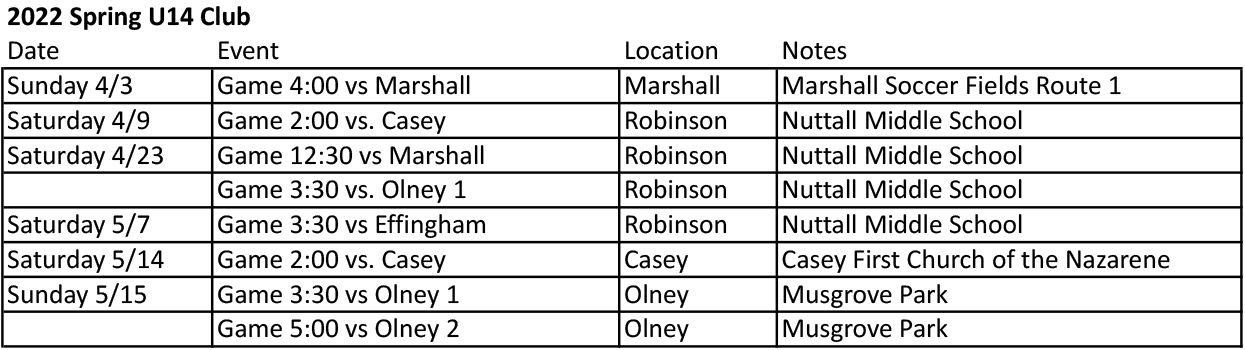 2022 Spring U14 Club
Date Event Location Notes
Sunday 4/3 Game 4:00 vs Marshall Marshall Marshall Soccer Fields Route 1
Saturday 4/9 Game 2:00 vs. Casey Robinson Nuttall Middle School
Saturday 4/23 Game 12:30 vs Marshall Robinson Nuttall Middle School
Game 3:30 vs. Olney 1 Robinson Nuttall Middle School
Saturday 5/7 Game 3:30 vs Effingham Robinson Nuttall Middle School
Saturday 5/14 Game 2:00 vs. Casey Casey Casey First Church of the Nazarene
Sunday 5/15 Game 3:30 vs Olney 1 Olney Musgrove Park
Game 5:00 vs Olney 2 Olney Musgrove Park